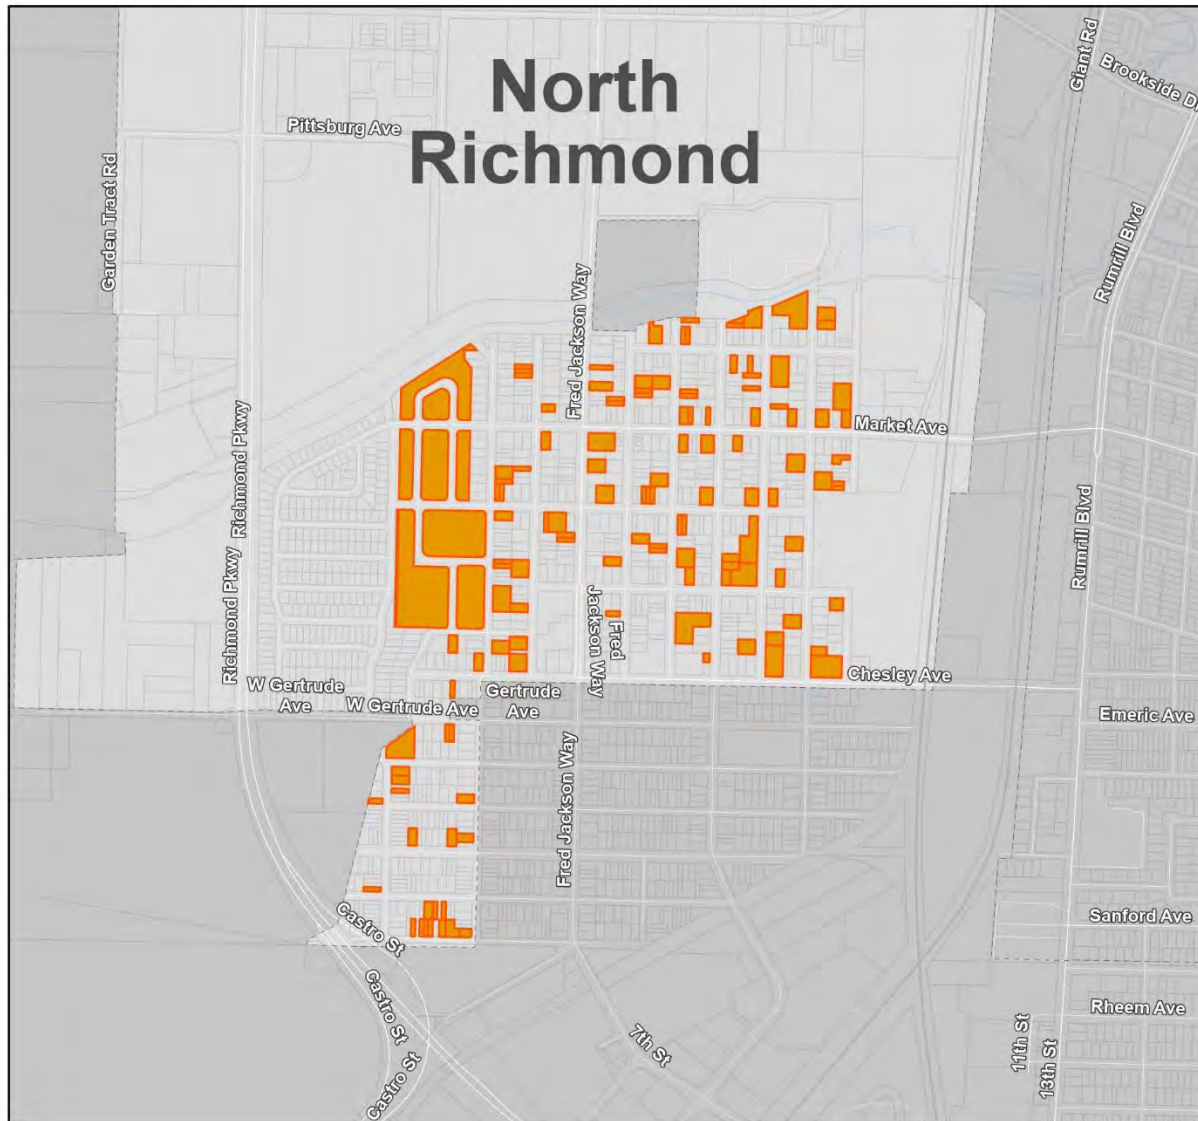 North
Richmond
Giant Rd
Brookside Dr
Pittsburg Ave
Garden Tract Rd
Rumrill Blvd
Fred Jackson Way
Richmond Pkwy
Market Ave
Rumrill Blvd
Richmond Pkwy
Fred
Jackson Way
Chesley Ave
W Gertrude
Ave
W Gertrude Ave
Gertrude
Ave
Emeric Ave
Fred Jackson Way
Castro St
Sanford Ave
Castro St
Rheem Ave
7th St
11th St
13th St
Castro St